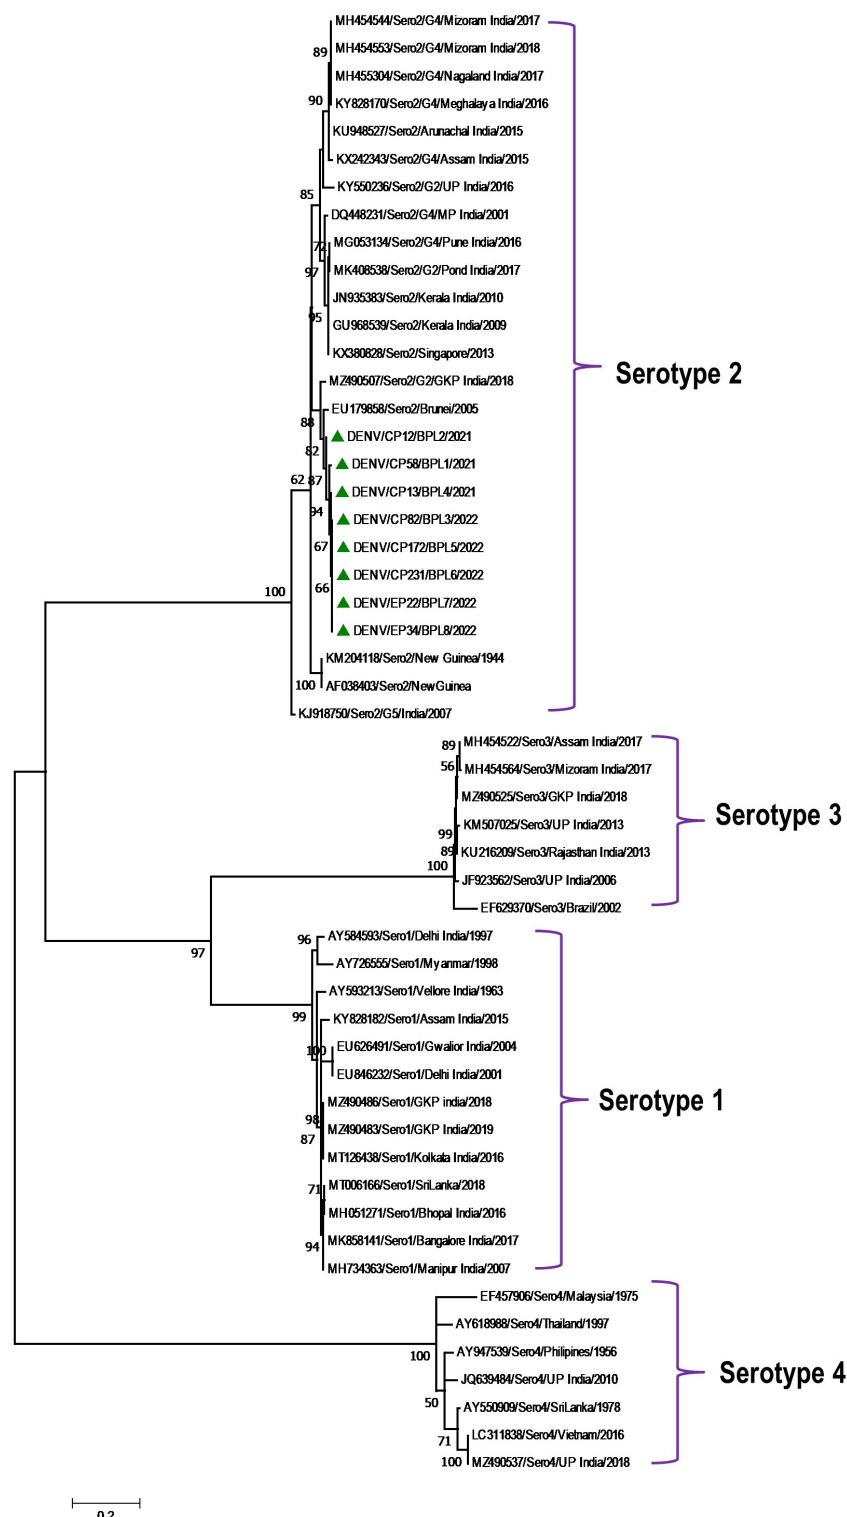 MH454544/Sero2/G4/Mizoram India/2017
89
MH454553/Sero2/G4/Mizoram India/2018
MH455304/Sero2/G4/Nagaland India/2017
90
KY828170/Sero2/G4/Meghalaya India/2016
KU948527/Sero2/Arunachal India/2015
KX242343/Sero2/G4/Assam India/2015
KY550236/Sero2/G2/UP India/2016
85
DQ448231/Sero2/G4/MP India/2001
72
MG053134/Sero2/G4/Pune India/2016
97
MK408538/Sero2/G2/Pond India/2017
JN935383/Sero2/Kerala India/2010
95
GU968539/Sero2/Kerala India/2009
KX380828/Sero2/Singapore/2013
Serotype 2
MZ490507/Sero2/G2/GKP India/2018
EU179858/Sero2/Brunei/2005
88
DENV/CP12/BPL2/2021
82
DENV/CP58/BPL1/2021
62
87
DENV/CP13/BPL4/2021
94
DENV/CP82/BPL3/2022
67
DENV/CP172/BPL5/2022
DENV/CP231/BPL6/2022
66
100
DENV/EP22/BPL7/2022
DENV/EP34/BPL8/2022
KM204118/Sero2/New Guinea/1944
100
AF038403/Sero2/NewGuinea
KJ918750/Sero2/G5/India/2007
MH454522/Sero3/Assam India/2017
89
56
MH454564/Sero3/Mizoram India/2017
MZ490525/Sero3/GKP India/2018
Serotype 3
KM507025/Sero3/UP India/2013
99
89
KU216209/Sero3/Rajasthan India/2013
100
JF923562/Sero3/UP India/2006
EF629370/Sero3/Brazil/2002
AY584593/Sero1/Delhi India/1997
96
97
AY726555/Sero1/Myanmar/1998
AY593213/Sero1/Vellore India/1963
99
KY828182/Sero1/Assam India/2015
100
EU626491/Sero1/Gwalior India/2004
EU846232/Sero1/Delhi India/2001
MZ490486/Sero1/GKP india/2018
Serotype 1
98
MZ490483/Sero1/GKP India/2019
87
MT126438/Sero1/Kolkata India/2016
71
MT006166/Sero1/SriLanka/2018
MH051271/Sero1/Bhopal India/2016
94
MK858141/Sero1/Bangalore India/2017
MH734363/Sero1/Manipur India/2007
EF457906/Sero4/Malaysia/1975
AY618988/Sero4/Thailand/1997
100
AY947539/Sero4/Philipines/1956
Serotype 4
JQ639484/Sero4/UP India/2010
50
AY550909/Sero4/SriLanka/1978
71
LC311838/Sero4/Vietnam/2016
100
MZ490537/Sero4/UP India/2018
0.2